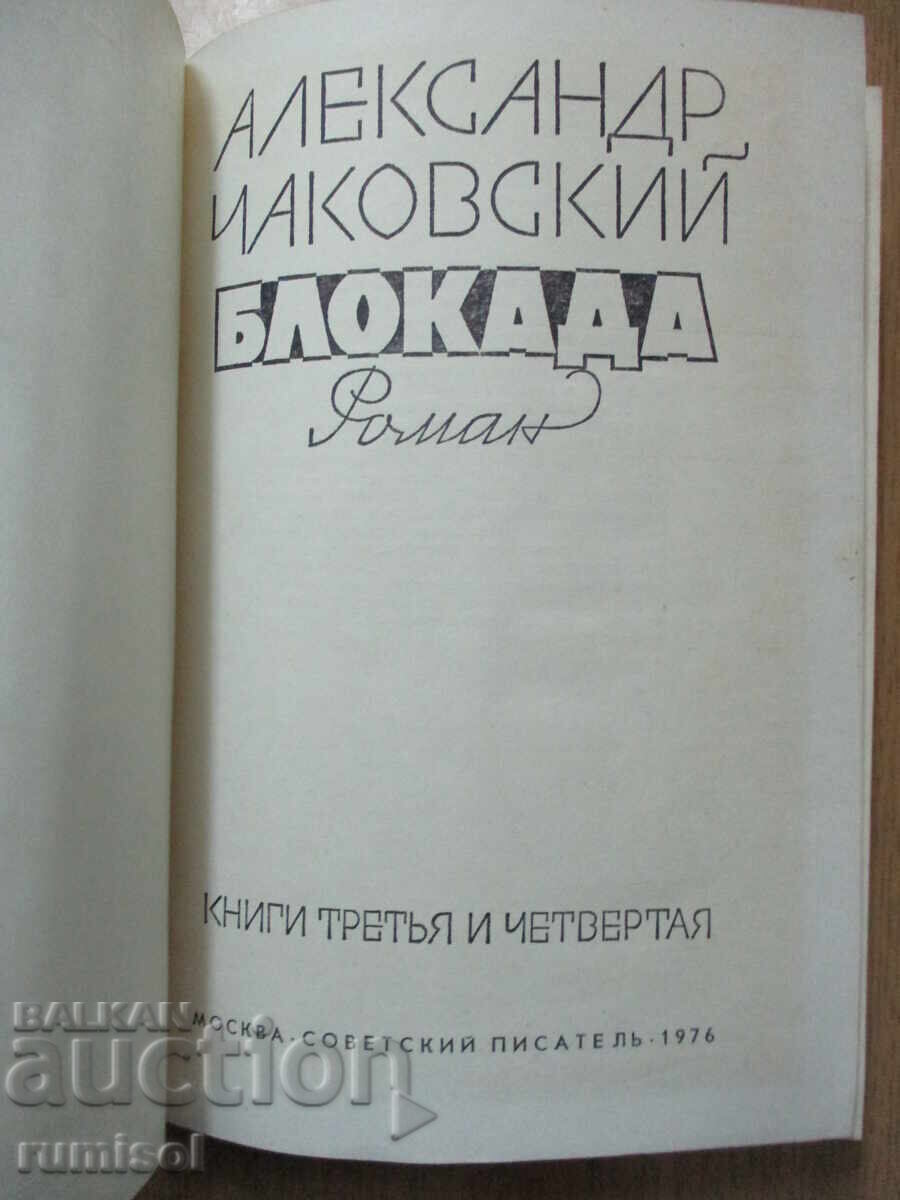 АЛЕКСАНДР
ЧАКОВСКИЙ
БЛОКАДА
Роман
КНИГИ ТРЕТЬЯ И ЧЕТВЕРТАЯ
МОСКВА · СОВЕТСКИЙ ПИСАТЕЛЬ · 1976
BALKAN
auction
rumisol